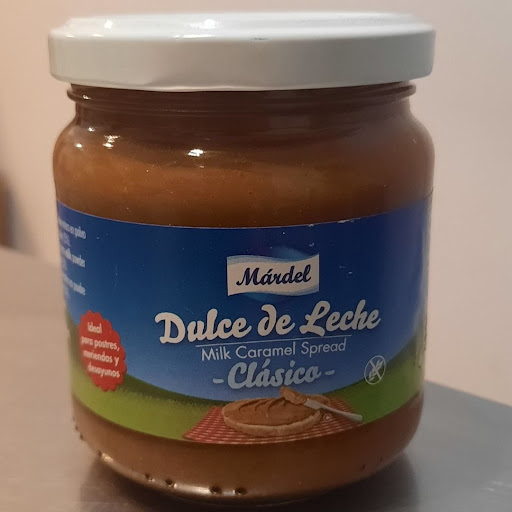 Márdel
Dulce de Leche
Milk Caramel Spread
-Clásico-
Ideal
para postres,
meriendas y
desayunos